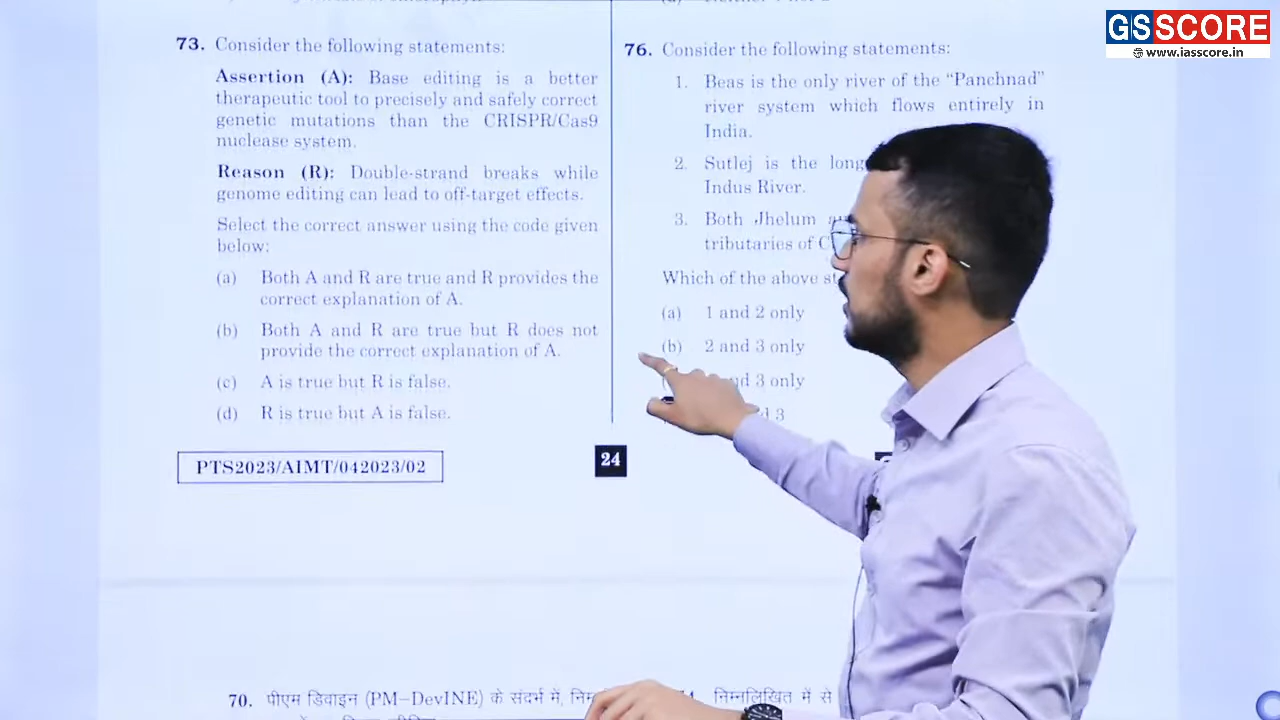 GSSCORE
www.iasscore.in
73. Consider the following statements:
Assertion (A): Base editing is a better
therapeutic tool to precisely and safely correct
genetic mutations than the CRISPR/Cas9
nuclease system.
Reason (R): Double-strand breaks while
genome editing can lead to off-target effects.
Select the correct answer using the code given
below:
(a) Both A and R are true and R provides the
correct explanation of A.
(b) Both A and R are true but R does not
provide the correct explanation of A.
(c) A is true but R is false.
(d) R is true but A is false.
PTS2023/AIMT/042023/02
24
76. Consider the following statements:
1. Beas is the only river of the “Panchnad”
river system which flows entirely in
India.
2. Sutlej is the
Indus River.
3. Both Jhelum
tributaries of
Which of the above
(a) 1 and 2 only
(b) 2 and 3 only
3 only
3
70. पीएम डिवाइन (PM-DevINE) के संदर्भ में,
निम्नलिखित में से